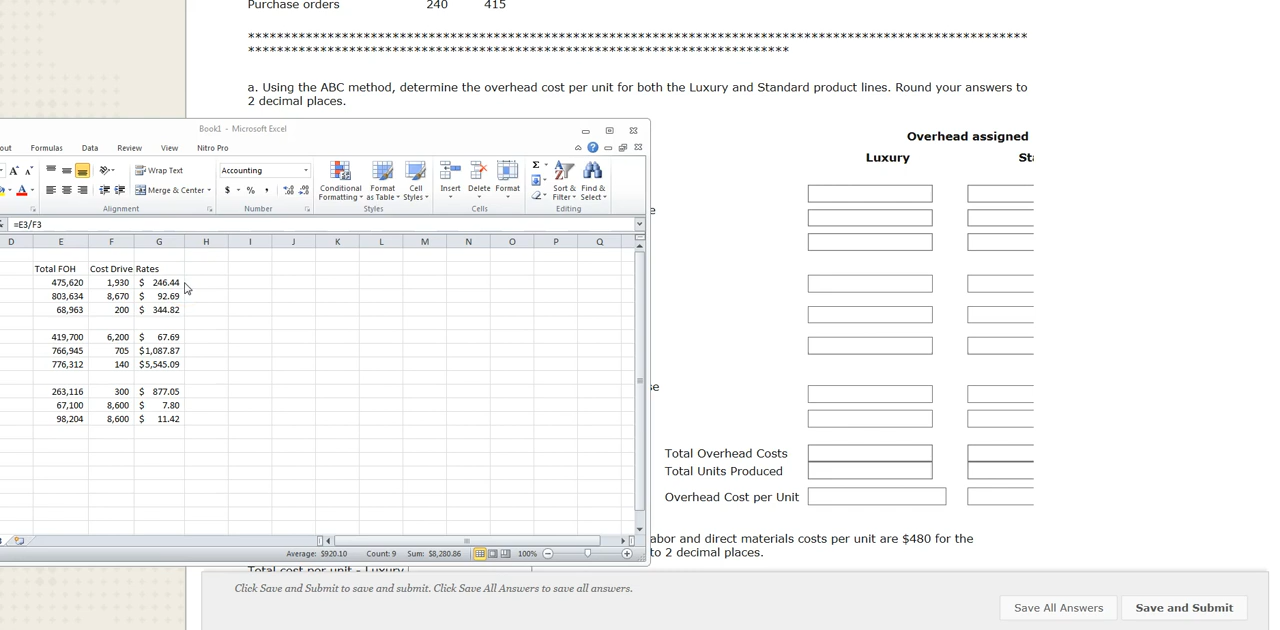 Purchase orders 240 415
****************************************************************************************************************
******************************************************************************
a. Using the ABC method, determine the overhead cost per unit for both the Luxury and Standard product lines. Round your answers to
2 decimal places.
Book1 - Microsoft Excel
out Formulas Data Review View Nitro Pro
Wrap Text
Merge & Center
Alignment
Accounting
$ % ,
Number
Conditional Formatting
Format as Table
Cell Styles
Styles
Insert Delete Format
Cells
Σ
Sort & Filter
Find & Select
Editing
=E3/F3
D E F G H I J K L M N O P Q
Total FOH Cost Drive Rates
475,620 1,930 $ 246.44
803,634 8,670 $ 92.69
68,963 200 $ 344.82
419,700 6,200 $ 67.69
766,945 705 $1,087.87
776,312 140 $5,545.09
263,116 300 $ 877.05
67,100 8,600 $ 7.80
98,204 8,600 $ 11.42
Average: $920.10 Count: 9 Sum: $8,280.86 100%
Overhead assigned
Luxury Sta
e
se
Total Overhead Costs
Total Units Produced
Overhead Cost per Unit
abor and direct materials costs per unit are $480 for the
to 2 decimal places.
Total cost per unit - Luxury
Click Save and Submit to save and submit. Click Save All Answers to save all answers.
Save All Answers Save and Submit